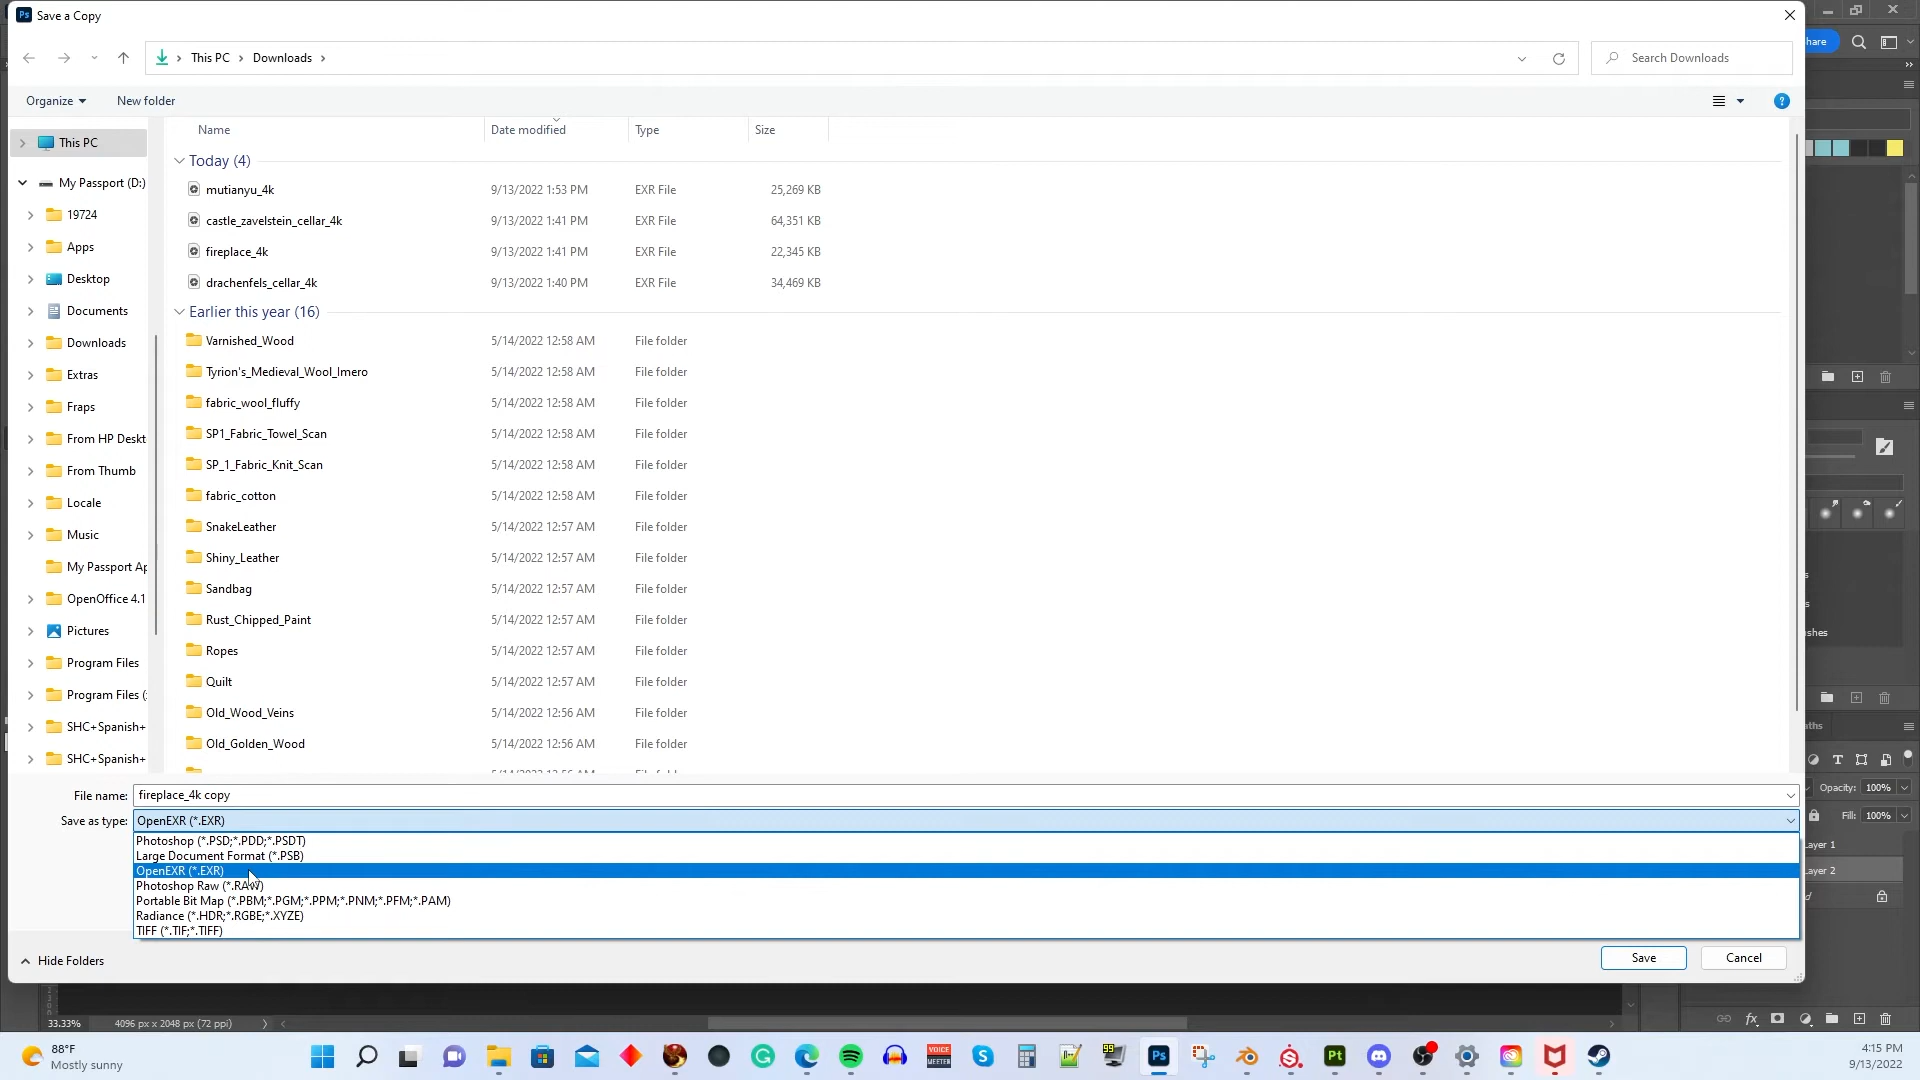 Ps Save a Copy
This PC Downloads
Search Downloads
Organize New folder
Name Date modified Type Size
Today (4)
mutianyu_4k 9/13/2022 1:53 PM EXR File 25,269 KB
castle_zavelstein_cellar_4k 9/13/2022 1:41 PM EXR File 64,351 KB
fireplace_4k 9/13/2022 1:41 PM EXR File 22,345 KB
drachenfels_cellar_4k 9/13/2022 1:40 PM EXR File 34,469 KB
Earlier this year (16)
Varnished_Wood 5/14/2022 12:58 AM File folder
Tyrion's_Medieval_Wool_Imero 5/14/2022 12:58 AM File folder
fabric_wool_fluffy 5/14/2022 12:58 AM File folder
SP1_Fabric_Towel_Scan 5/14/2022 12:58 AM File folder
SP_1_Fabric_Knit_Scan 5/14/2022 12:58 AM File folder
fabric_cotton 5/14/2022 12:58 AM File folder
SnakeLeather 5/14/2022 12:57 AM File folder
Shiny_Leather 5/14/2022 12:57 AM File folder
Sandbag 5/14/2022 12:57 AM File folder
Rust_Chipped_Paint 5/14/2022 12:57 AM File folder
Ropes 5/14/2022 12:57 AM File folder
Quilt 5/14/2022 12:57 AM File folder
Old_Wood_Veins 5/14/2022 12:56 AM File folder
Old_Golden_Wood 5/14/2022 12:56 AM File folder
This PC
My Passport (D:)
19724
Apps
Desktop
Documents
Downloads
Extras
Fraps
From HP Deskt
From Thumb
Locale
Music
My Passport Ap
OpenOffice 4.1
Pictures
Program Files
Program Files (
SHC+Spanish+
SHC+Spanish+
File name: fireplace_4k copy
Save as type: OpenEXR (*.EXR)
Photoshop (*.PSD;*.PDD;*.PSDT)
Large Document Format (*.PSB)
OpenEXR (*.EXR)
Photoshop Raw (*.RAW)
Portable Bit Map (*.PBM;*.PGM;*.PPM;*.PNM;*.PFM;*.PAM)
Radiance (*.HDR;*.RGBE;*.XYZE)
TIFF (*.TIF;*.TIFF)
Hide Folders
Save Cancel
hare
shes
ths
Opacity: 100%
Fill: 100%
ayer 1
ayer 2
d
33.33% 4096 px x 2048 px (72 ppi)
88°F
Mostly sunny
VOICE
MEETER
99
Ps
Pt
4:15 PM
9/13/2022